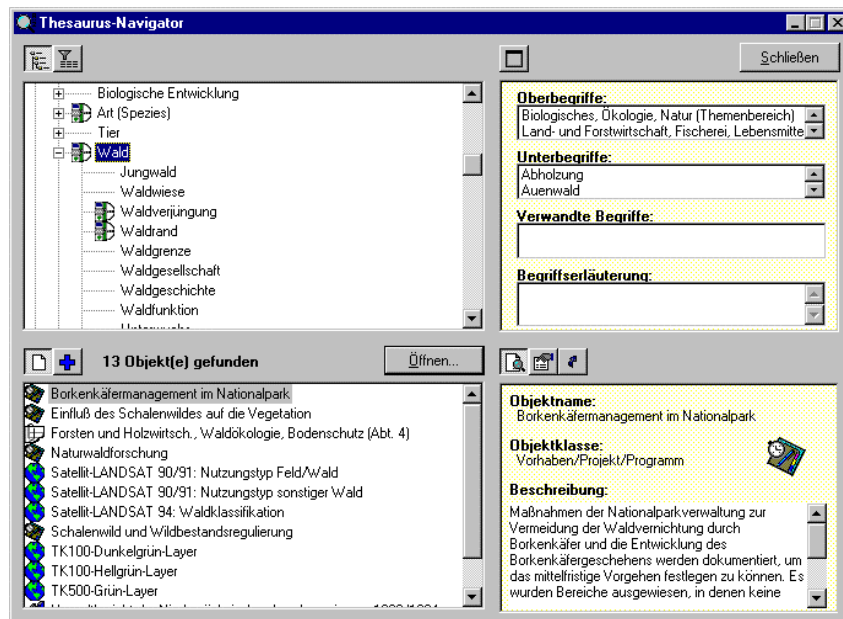 Thesaurus-Navigator
Schließen
Biologische Entwicklung
Art (Spezies)
Tier
Wald
Jungwald
Waldwiese
Waldverjüngung
Waldrand
Waldgrenze
Waldgesellschaft
Waldgeschichte
Waldfunktion
Oberbegriffe:
Biologisches, Ökologie, Natur (Themenbereich)
Land- und Forstwirtschaft, Fischerei, Lebensmitte
Unterbegriffe:
Abholzung
Auenwald
Verwandte Begriffe:
Begriffserläuterung:
13 Objekt(e) gefunden
Öffnen...
Borkenkäfermanagement im Nationalpark
Einfluß des Schalenwildes auf die Vegetation
Forsten und Holzwirtsch., Waldökologie, Bodenschutz (Abt. 4)
Naturwaldforschung
Satellit-LANDSAT 90/91: Nutzungstyp Feld/Wald
Satellit-LANDSAT 90/91: Nutzungstyp sonstiger Wald
Satellit-LANDSAT 94: Waldklassifikation
Schalenwild und Wildbestandsregulierung
TK100-Dunkelgrün-Layer
TK100-Hellgrün-Layer
TK500-Grün-Layer
Objektname:
Borkenkäfermanagement im Nationalpark
Objektklasse:
Vorhaben/Projekt/Programm
Beschreibung:
Maßnahmen der Nationalparkverwaltung zur
Vermeidung der Waldvernichtung durch
Borkenkäfer und die Entwicklung des
Borkenkäfergeschehens werden dokumentiert, um
das mittelfristige Vorgehen festlegen zu können. Es
wurden Bereiche ausgewiesen, in denen keine